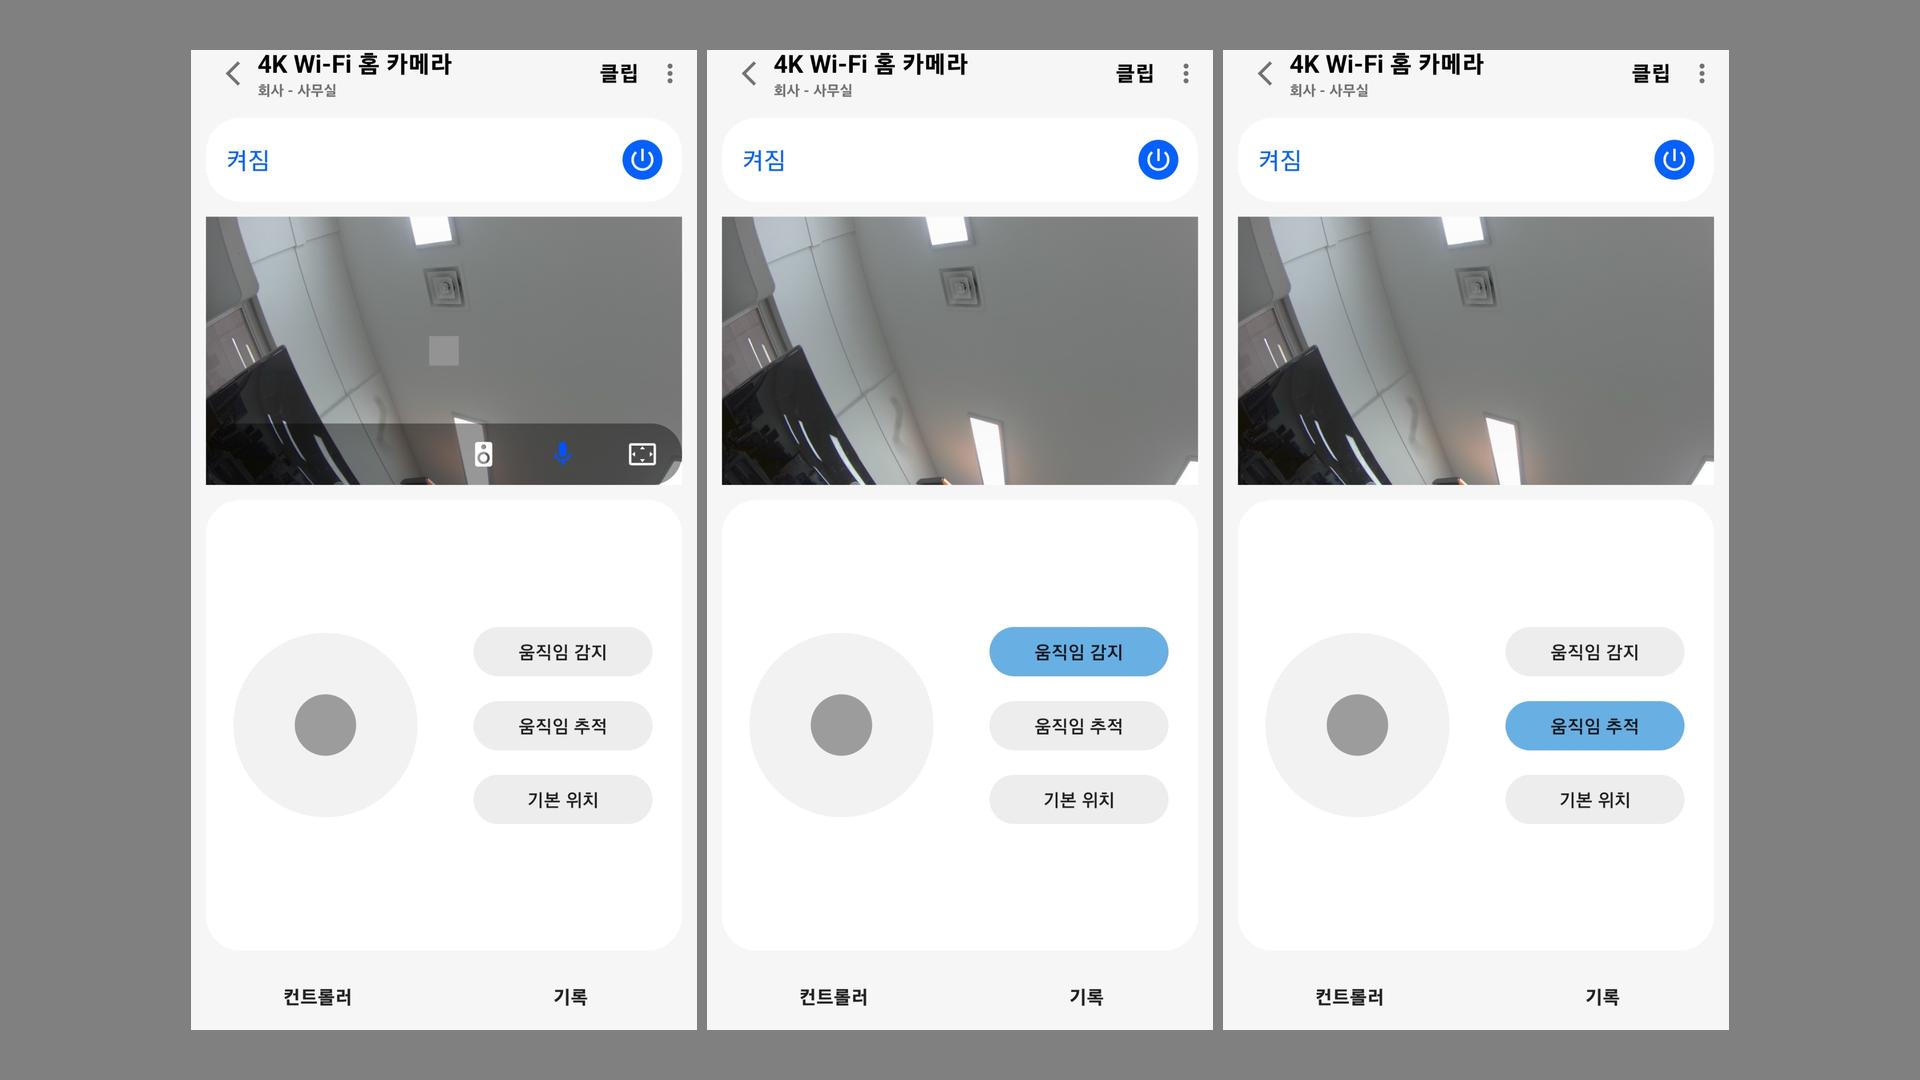 4K Wi-Fi 홈 카메라
회사 - 사무실
클립
켜짐
움직임 감지
움직임 추적
기본 위치
컨트롤러
기록
4K Wi-Fi 홈 카메라
회사 - 사무실
클립
켜짐
움직임 감지
움직임 추적
기본 위치
컨트롤러
기록
4K Wi-Fi 홈 카메라
회사 - 사무실
클립
켜짐
움직임 감지
움직임 추적
기본 위치
컨트롤러
기록